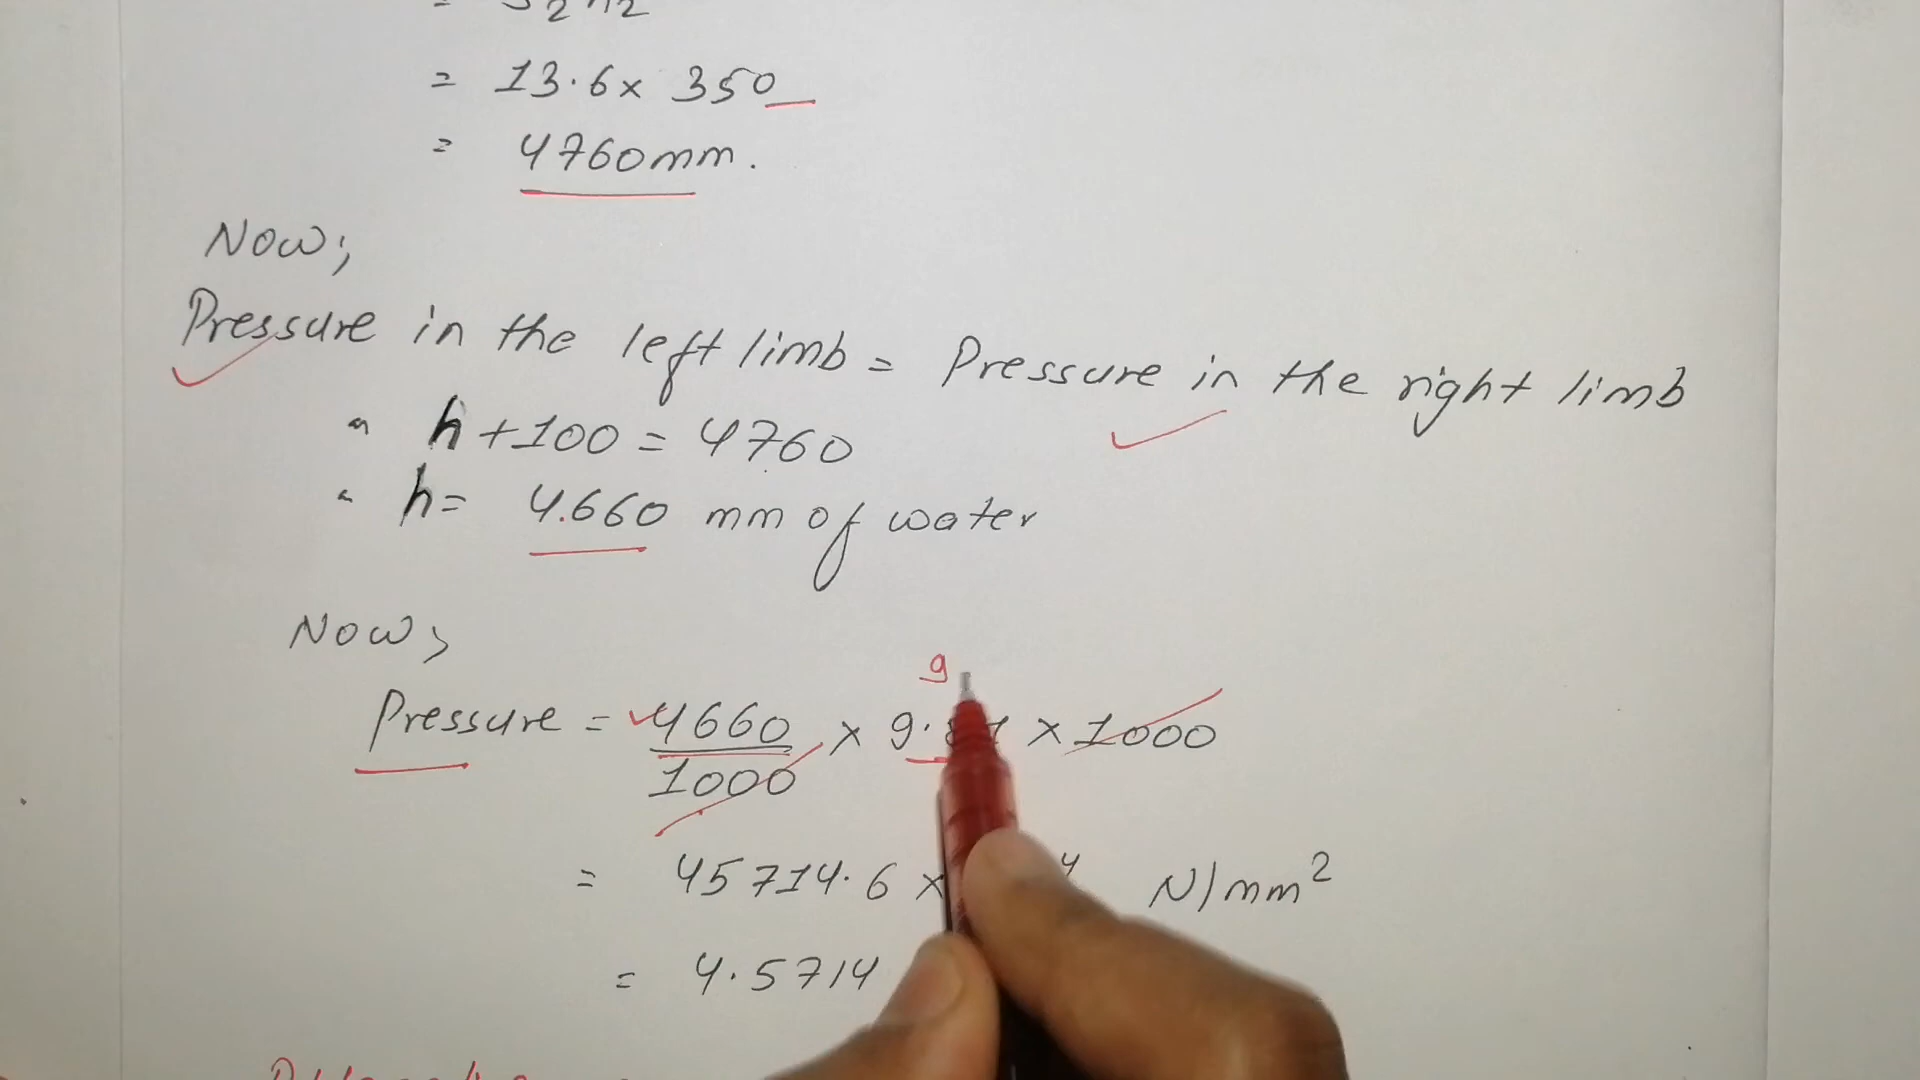 = 13.6 x 350
= 4760mm.
Now;
Pressure in the left limb = Pressure in the right limb
h +100 = 4760
h = 4.660 mm of water
Now,
g
Pressure = 4660/1000 x 9. x 1000
= 45714.6 x 4 N/mm²
= 4.5714